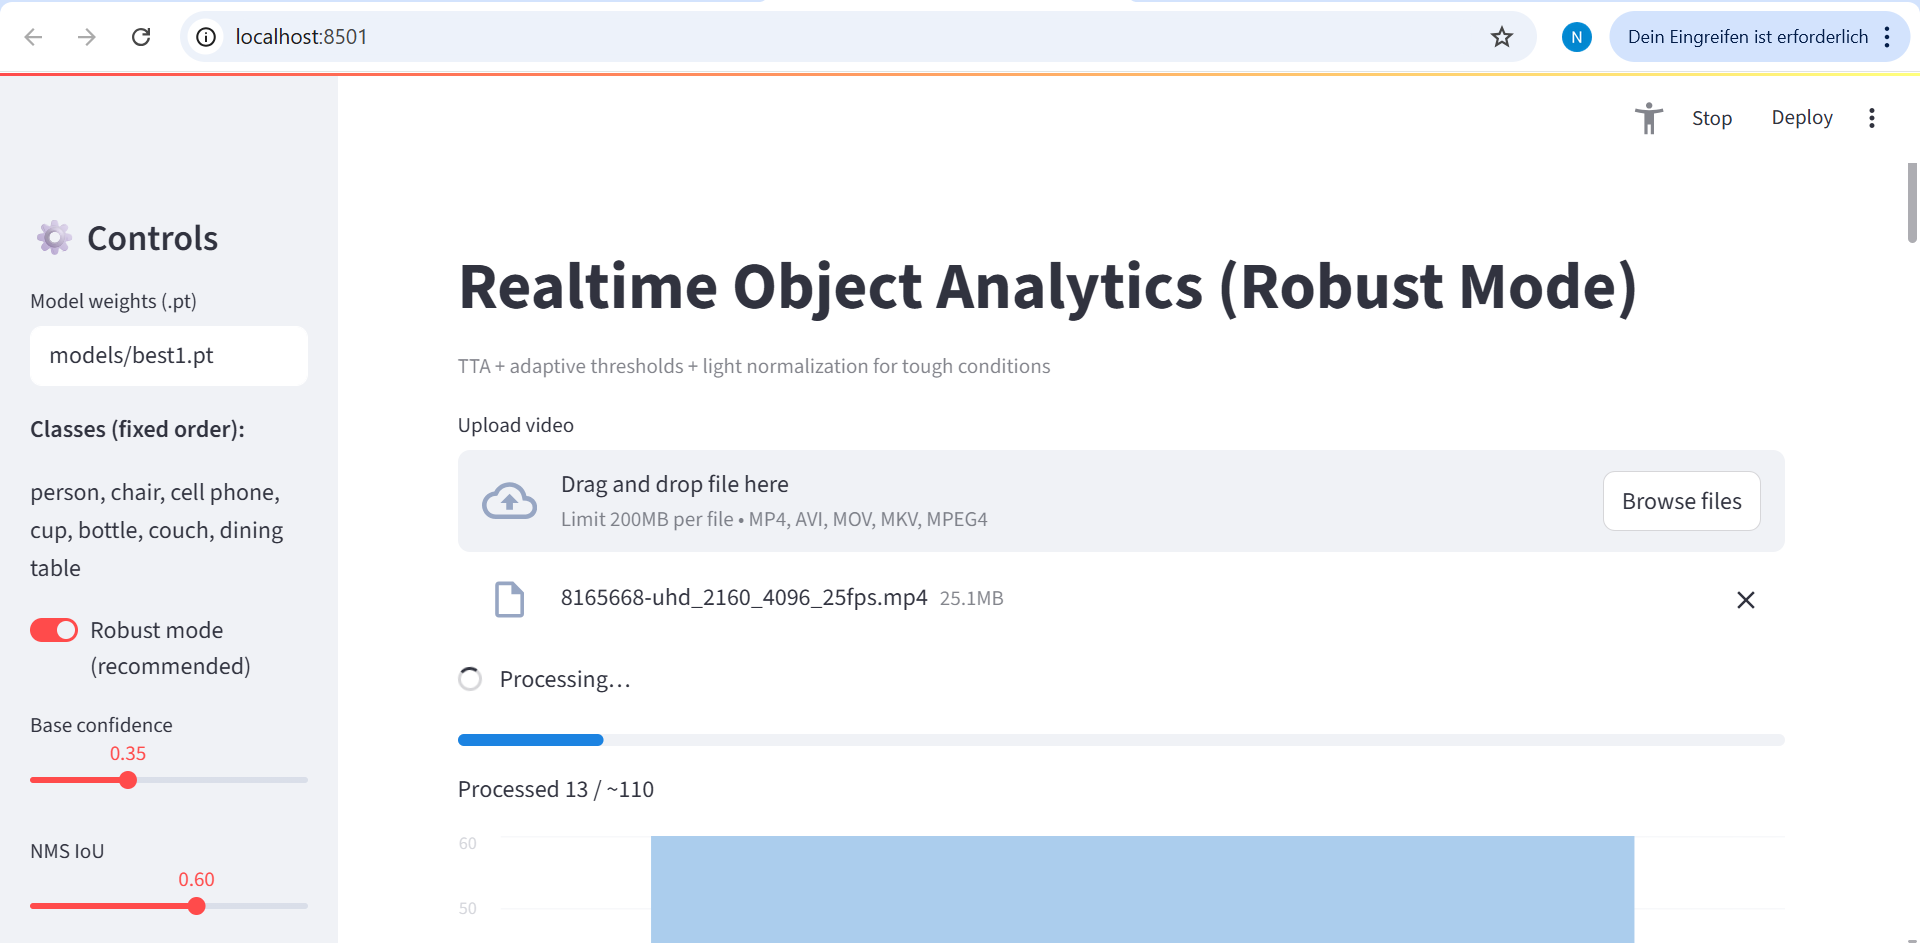 localhost:8501
N
Dein Eingreifen ist erforderlich
Stop
Deploy
Controls
Model weights (.pt)
models/best1.pt
Classes (fixed order):
person, chair, cell phone,
cup, bottle, couch, dining
table
Robust mode
(recommended)
Base confidence
0.35
NMS IoU
0.60
Realtime Object Analytics (Robust Mode)
TTA + adaptive thresholds + light normalization for tough conditions
Upload video
Drag and drop file here
Limit 200MB per file • MP4, AVI, MOV, MKV, MPEG4
Browse files
8165668-uhd_2160_4096_25fps.mp4 25.1MB
Processing...
Processed 13 / ~110
60
50